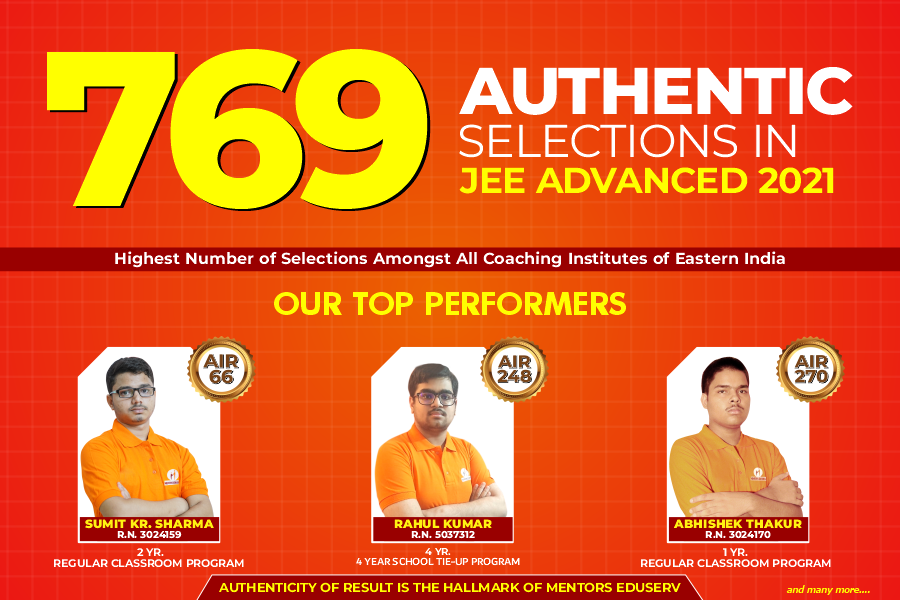 769
AUTHENTIC
SELECTIONS IN
JEE ADVANCED 2021
Highest Number of Selections Amongst All Coaching Institutes of Eastern India
OUR TOP PERFORMERS
AIR
66
SUMIT KR. SHARMA
R.N. 3024159
2 YR.
REGULAR CLASSROOM PROGRAM
AIR
248
RAHUL KUMAR
R.N. 5037312
4 YR.
4 YEAR SCHOOL TIE-UP PROGRAM
AIR
270
ABHISHEK THAKUR
R.N. 3024170
1 YR.
REGULAR CLASSROOM PROGRAM
AUTHENTICITY OF RESULT IS THE HALLMARK OF MENTORS EDUSERV
and many more....